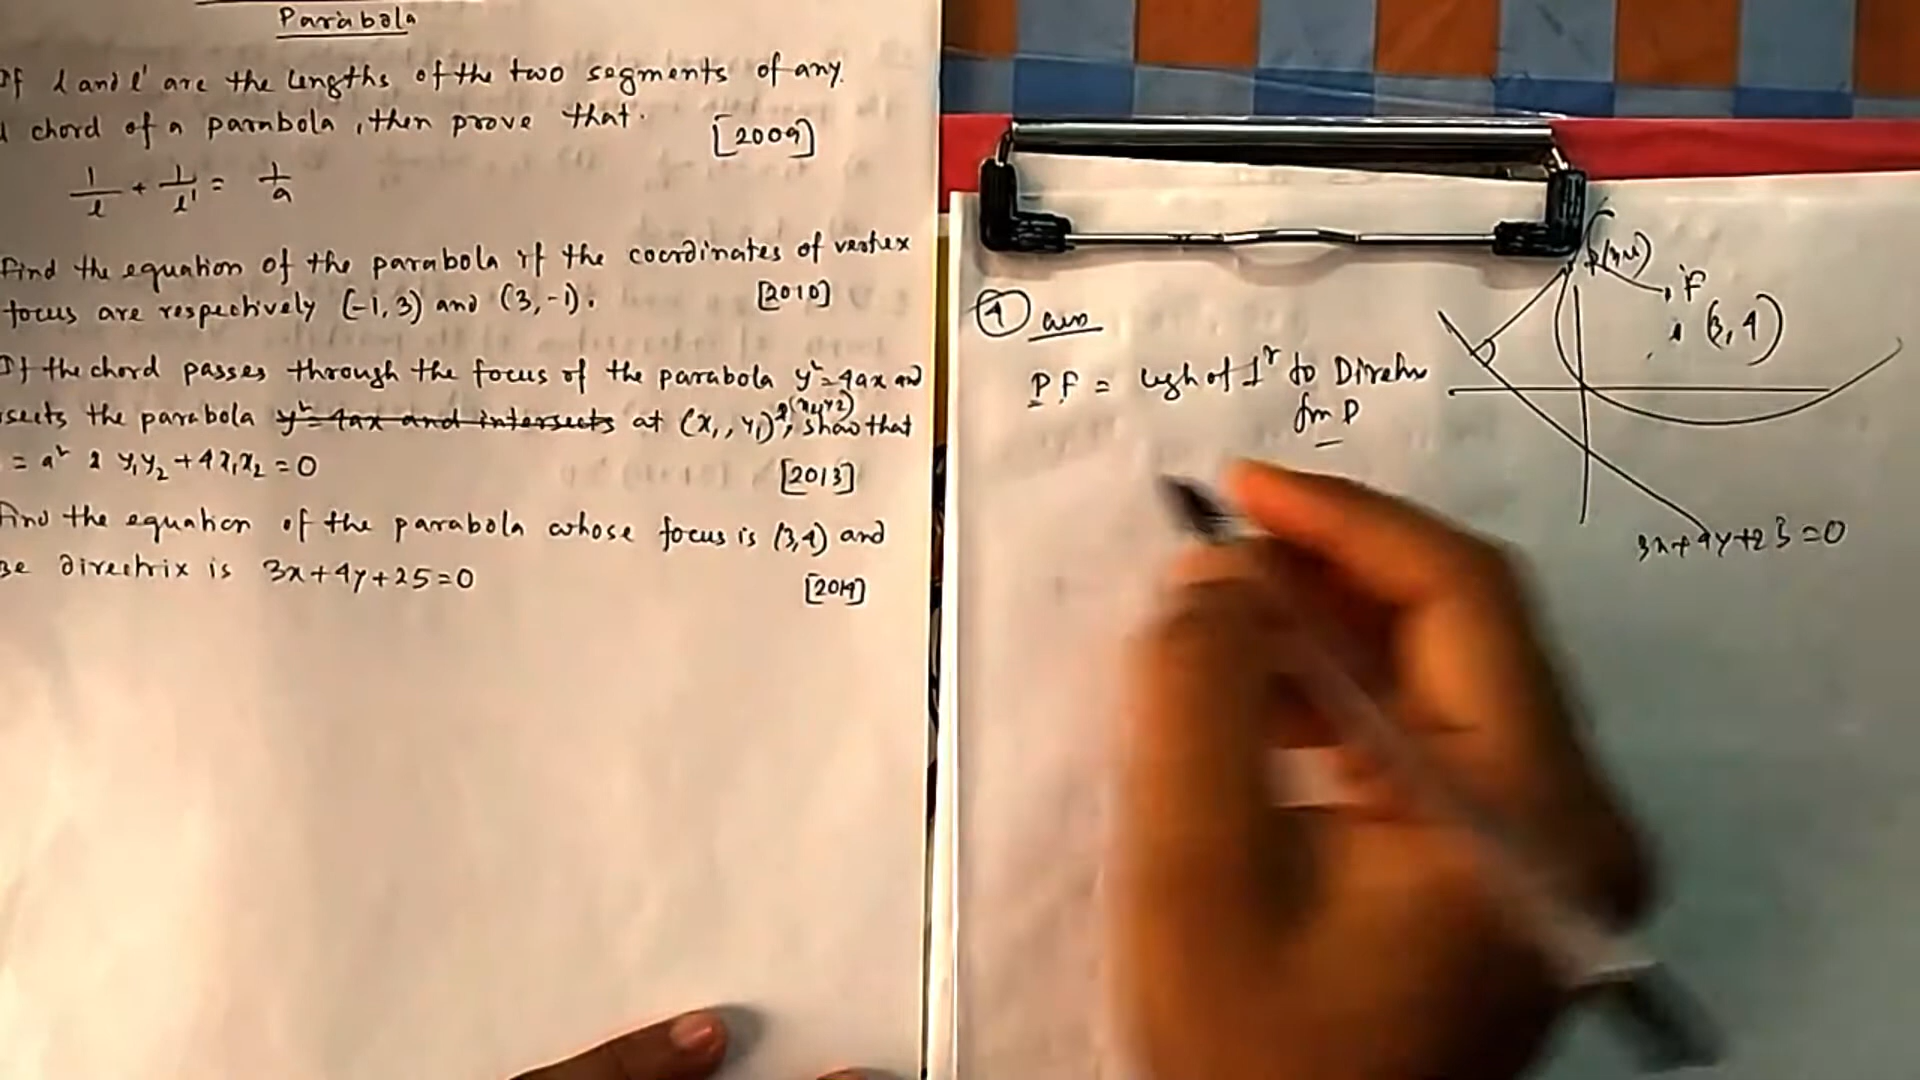 Parabola
If l and l' are the lengths of the two segments of any
chord of a parabola, then prove that. [2009]
1/l + 1/l' = 1/a
Find the equation of the parabola if the coordinates of vertex
focus are respectively (-1,3) and (3,-1). [2010]
If the chord passes through the focus of the parabola y²=4ax and
sects the parabola y²=4ax and intersects at (x₁, y₁) & (x₂, y₂), show that
= a² & y₁y₂ + 4x₁x₂ = 0 [2013]
Find the equation of the parabola whose focus is (3,4) and
directrix is 3x+4y+25=0
④ ans
PF = length of ⊥r to Directrix
from P
F
(3,4)
3x+4y+25=0